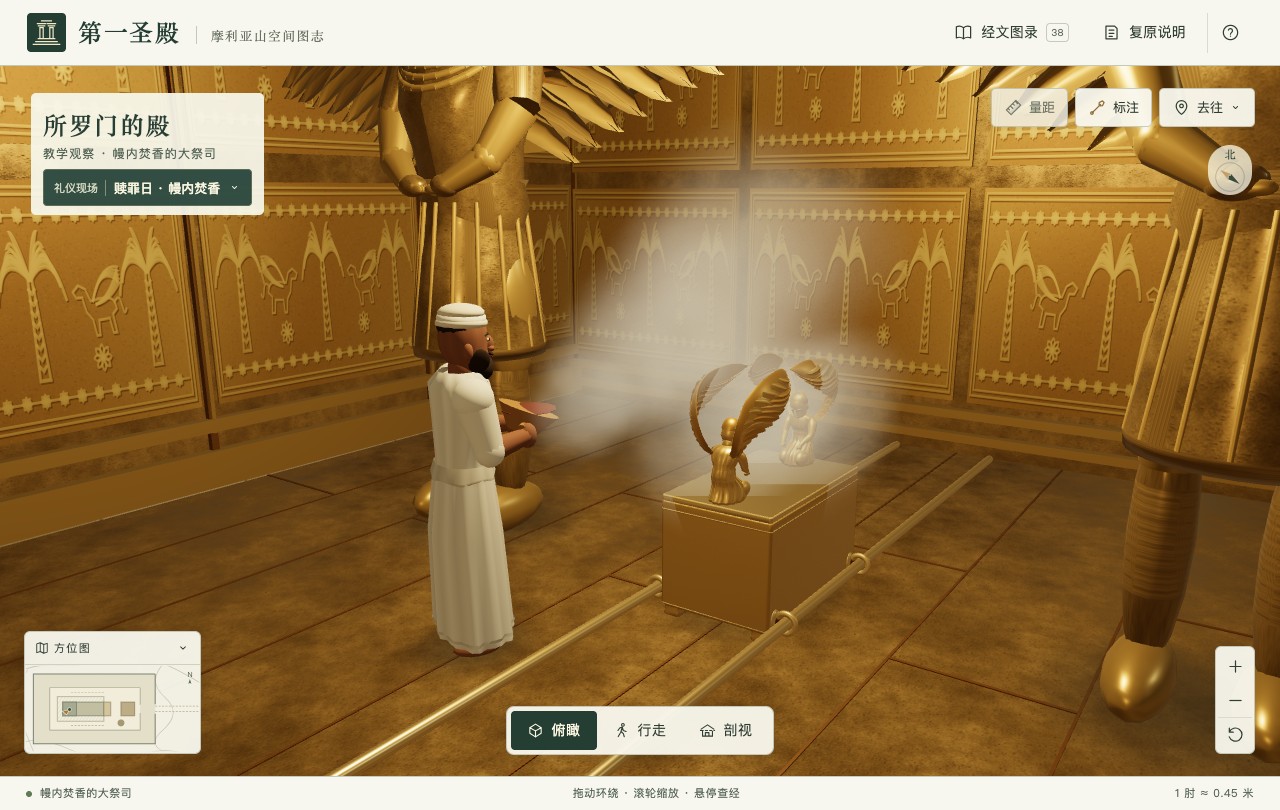 第一圣殿
摩利亚山空间图志
经文图录 38
复原说明
所罗门的殿
教学观察 · 幔内焚香的大祭司
礼仪现场 赎罪日 · 幔内焚香
量距
标注
去往
北
方位图
N
俯瞰
行走
剖视
幔内焚香的大祭司
拖动环绕 · 滚轮缩放 · 悬停查经
1 肘 ≈ 0.45 米